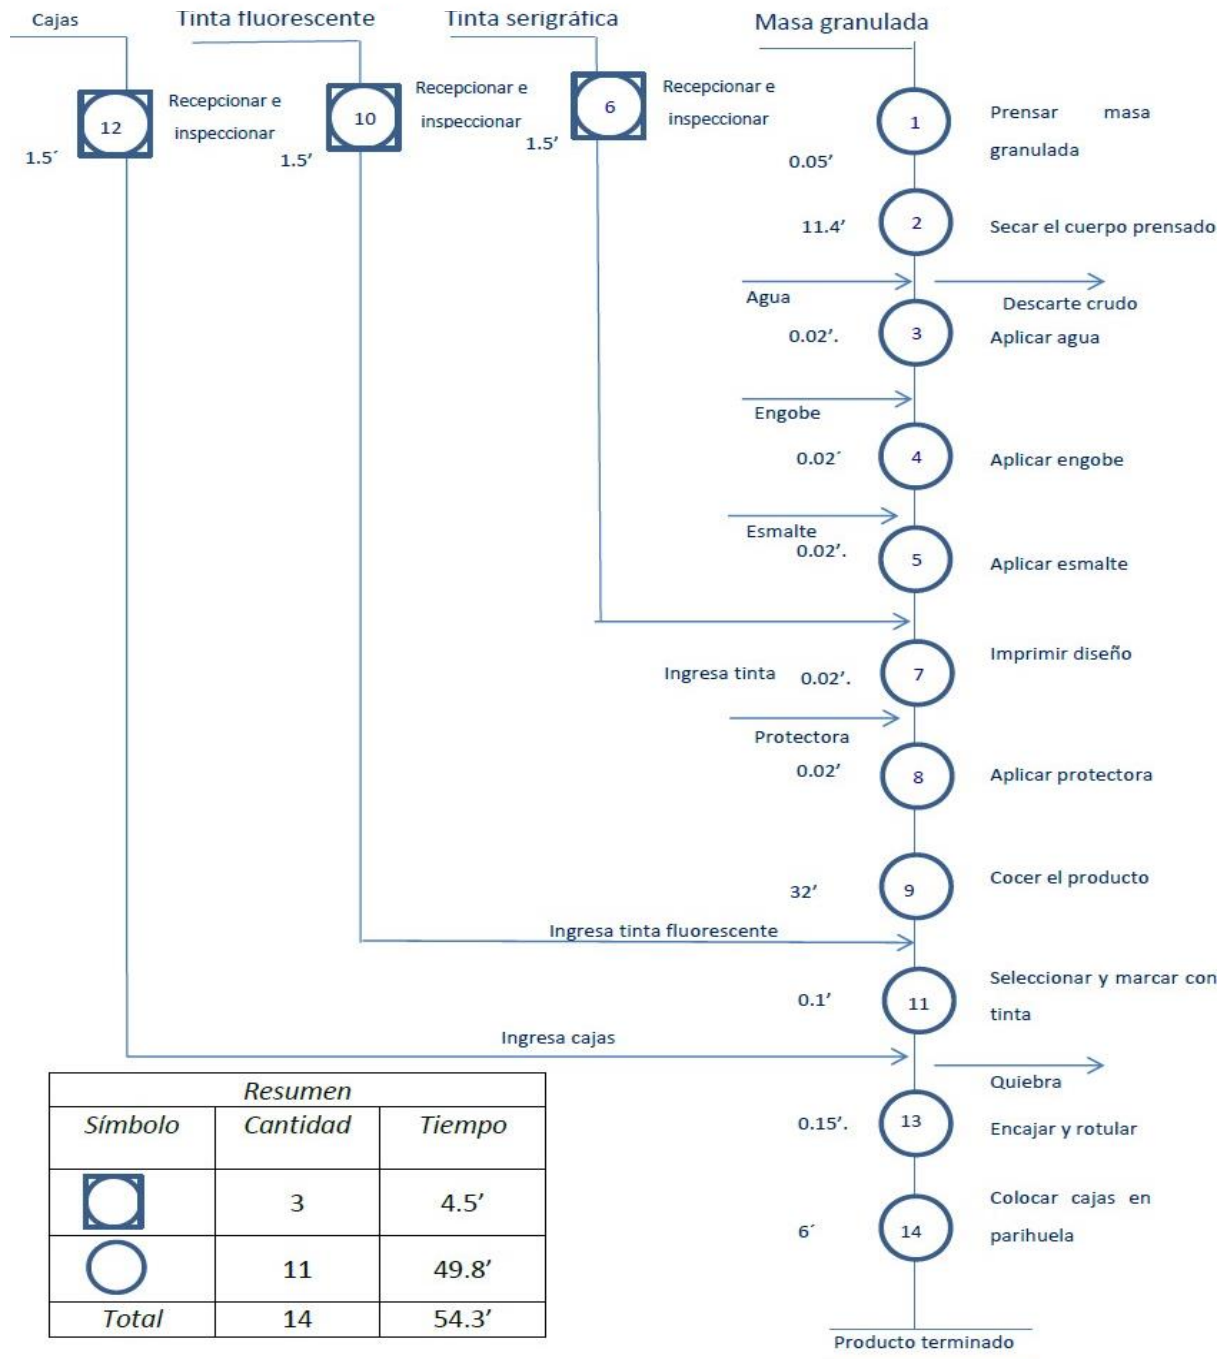 Cajas
Tinta fluorescente
Tinta serigráfica
Masa granulada
12
Recepcionar e
inspeccionar
1.5´
10
Recepcionar e
inspeccionar
1.5’
6
Recepcionar e
inspeccionar
1.5’
1
Prensar masa
granulada
0.05’
2
11.4’
Secar el cuerpo prensado
Agua
Descarte crudo
0.02’.
3
Aplicar agua
Engobe
0.02´
4
Aplicar engobe
Esmalte
0.02’.
5
Aplicar esmalte
Imprimir diseño
Ingresa tinta
0.02’.
7
Protectora
0.02’
8
Aplicar protectora
Cocer el producto
32’
9
Ingresa tinta fluorescente
Seleccionar y marcar con
tinta
0.1’
11
Ingresa cajas
Quiebra
0.15’.
13
Encajar y rotular
Colocar cajas en
parihuela
6´
14
Producto terminado
Resumen
Símbolo Cantidad Tiempo
3 4.5’
11 49.8’
Total 14 54.3’